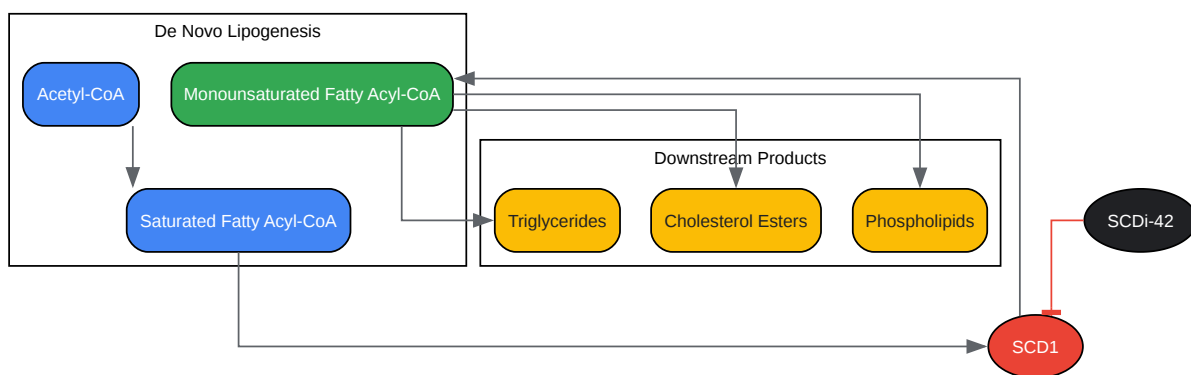 De Novo Lipogenesis
Acetyl-CoA
Monounsaturated Fatty Acyl-CoA
Saturated Fatty Acyl-CoA
Downstream Products
Triglycerides
Cholesterol Esters
Phospholipids
SCDi-42
SCD1